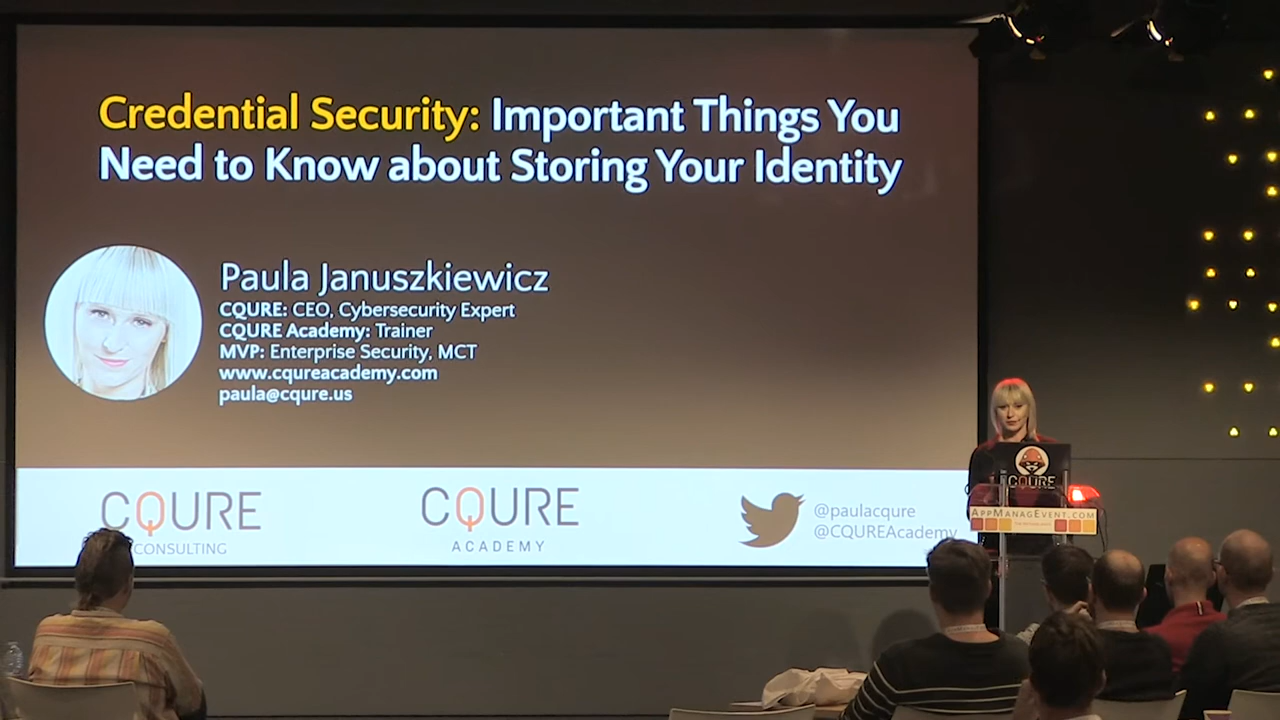 Credential Security: Important Things You
Need to Know about Storing Your Identity
Paula Januszkiewicz
CQURE: CEO, Cybersecurity Expert
CQURE Academy: Trainer
MVP: Enterprise Security, MCT
www.cqureacademy.com
paula@cqure.us
CQURE
CONSULTING
CQURE
ACADEMY
@paulacqure
@CQUREAcademy
CQURE
APPMANAGEVENT.COM